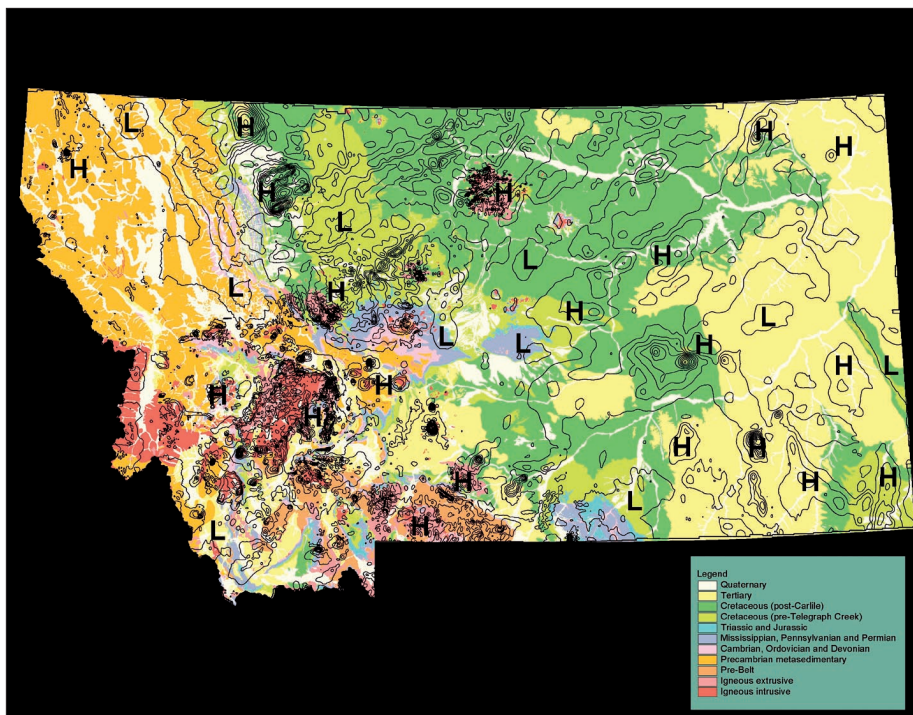 L
H
H
H
H
H
H
H
L
H
L
H
L
H
H
L
L
L
H
H
L
H
H
H
H
H
H
H
H
L
H
L
Legend
Quaternary
Tertiary
Cretaceous (post-Carlile)
Cretaceous (pre-Telegraph Creek)
Triassic and Jurassic
Mississippian, Pennsylvanian and Permian
Cambrian, Ordovician and Devonian
Precambrian metasedimentary
Pre-Belt
Igneous extrusive
Igneous intrusive